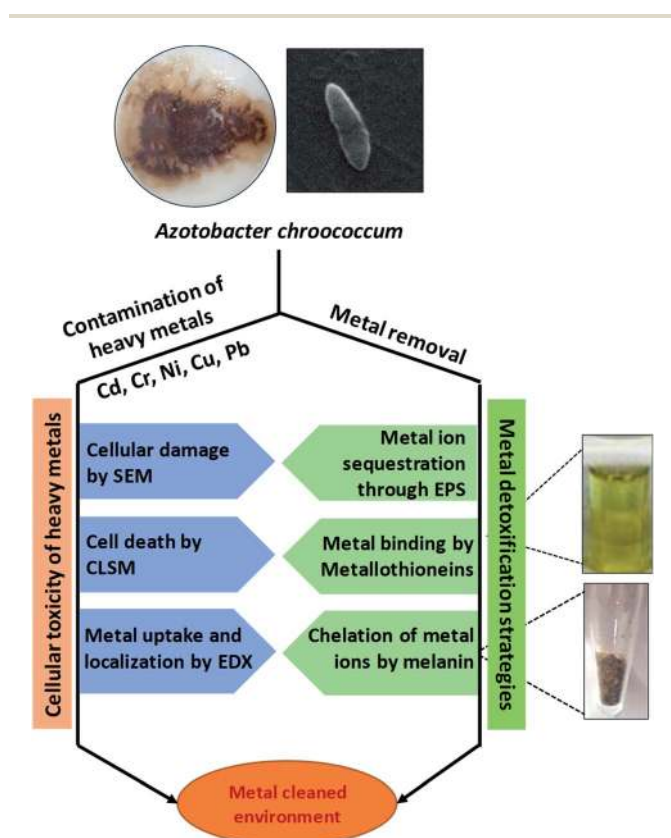 Azotobacter chroococcum
Contamination of
heavy metals
Cd, Cr, Ni, Cu, Pb
Metal removal
Cellular toxicity of heavy metals
Cellular damage
by SEM
Cell death by
CLSM
Metal uptake and
localization by EDX
Metal ion
sequestration
through EPS
Metal binding by
Metallothioneins
Chelation of metal
ions by melanin
Metal detoxification strategies
Metal cleaned
environment